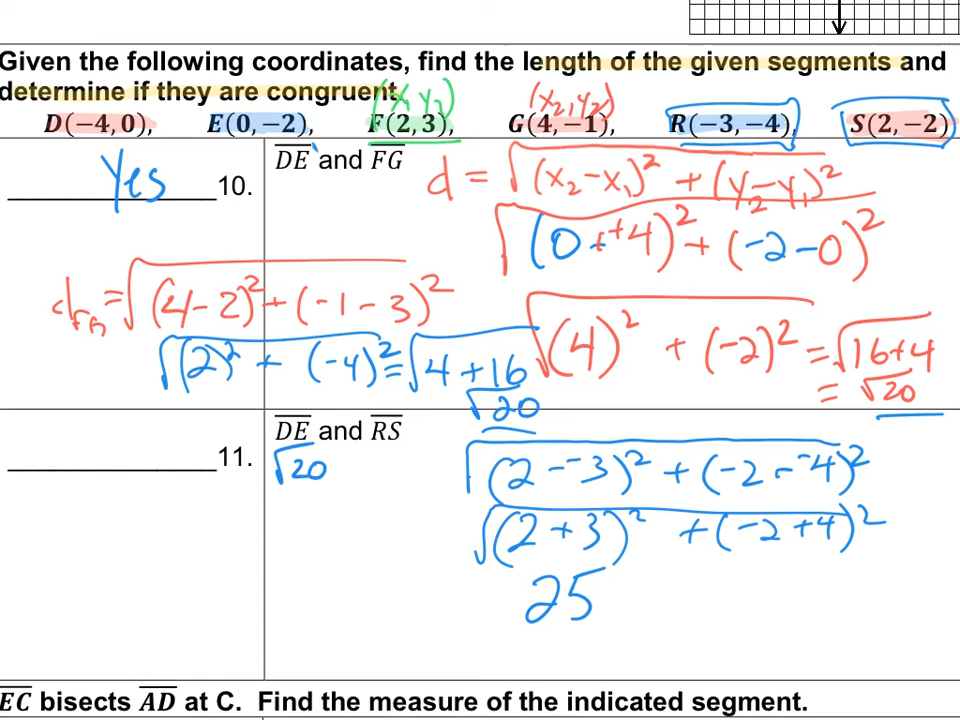 Given the following coordinates, find the length of the given segments and
determine if they are congruent.
(x, y2) (x2, y2)
D(−4, 0), E(0, −2), F(2, 3), G(4, −1), R(−3, −4), S(2, −2)
Yes 10. DE and FG d = √(x2 − x1)² + (y2 − y1)²
√(0 + +4)² + (−2 − 0)²
dFG = √(4 − 2)² + (−1 − 3)²
√(2)² + (−4)² = √4 + 16
√20
√(4)² + (−2)² = √16 + 4
= √20
11. DE and RS
√20
√(2 − −3)² + (−2 − −4)²
√(2 + 3)² + (−2 + 4)²
25
EC bisects AD at C. Find the measure of the indicated segment.